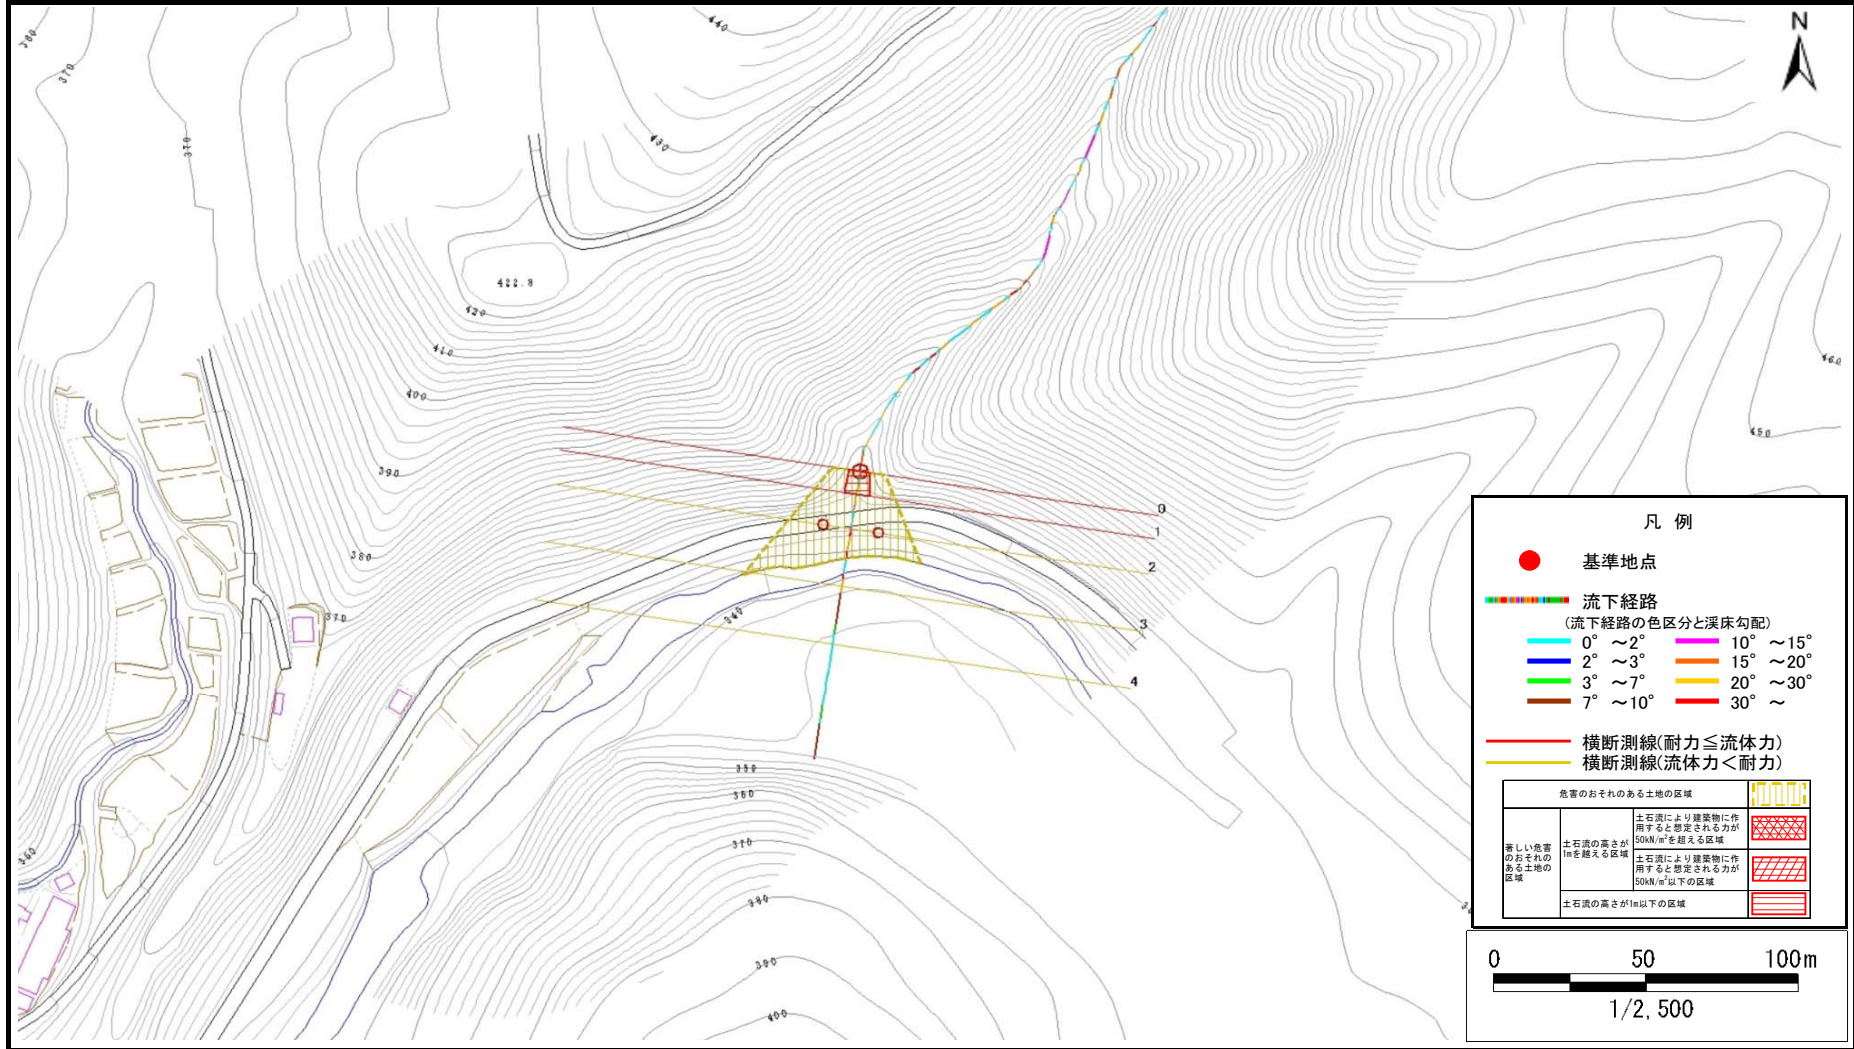 440
N
380
370
370
430
422.8
420
410
400
460
450
390
380
370
340
0
1
2
3
4
350
360
370
380
390
400
360
凡 例
基準地点
流下経路
(流下経路の色区分と渓床勾配)
0° ～2° 10° ～15°
2° ～3° 15° ～20°
3° ～7° 20° ～30°
7° ～10° 30° ～
横断測線(耐力≦流体力)
横断測線(流体力＜耐力)
危害のおそれのある土地の区域
著しい危害
のおそれの
ある土地の
区域
土石流の高さが
1mを越える区域
土石流により建築物に作
用すると想定される力が
50kN/m²を超える区域
土石流により建築物に作
用すると想定される力が
50kN/m²以下の区域
土石流の高さが1m以下の区域
0 50 100m
1/2,500